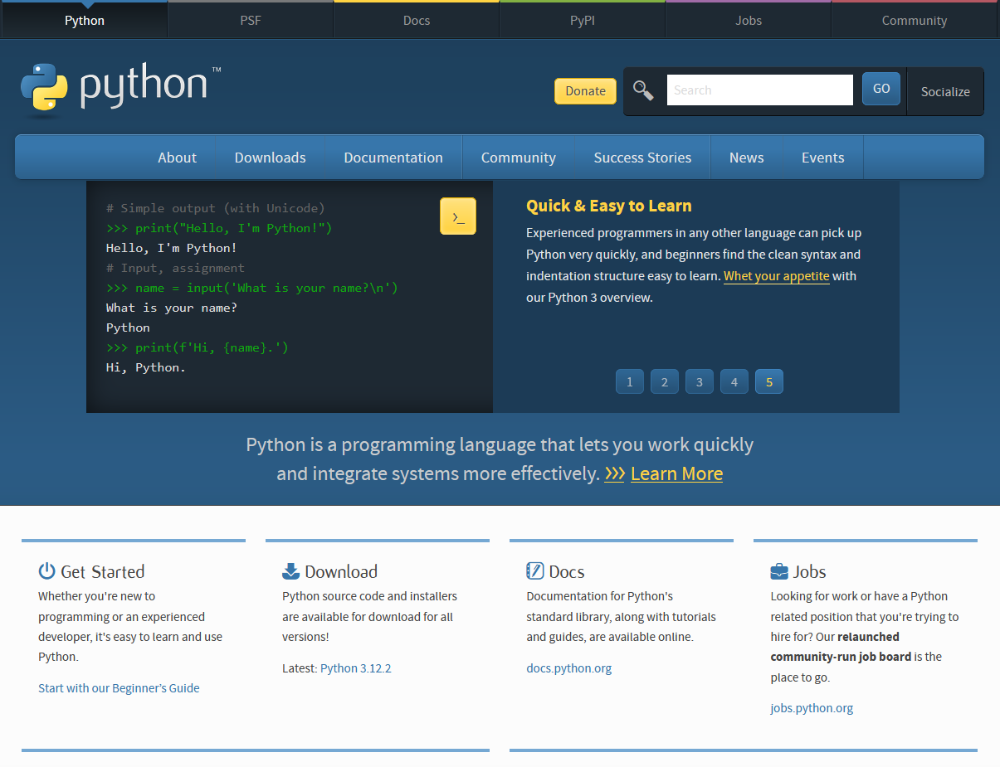 Python PSF Docs PyPI Jobs Community
python™
Donate Search GO Socialize
About Downloads Documentation Community Success Stories News Events
# Simple output (with Unicode)
>>> print("Hello, I'm Python!")
Hello, I'm Python!
# Input, assignment
>>> name = input('What is your name?\n')
What is your name?
Python
>>> print(f'Hi, {name}.')
Hi, Python.
>_
Quick & Easy to Learn
Experienced programmers in any other language can pick up
Python very quickly, and beginners find the clean syntax and
indentation structure easy to learn. Whet your appetite with
our Python 3 overview.
1 2 3 4 5
Python is a programming language that lets you work quickly
and integrate systems more effectively. >>> Learn More
Get Started
Whether you're new to
programming or an experienced
developer, it's easy to learn and use
Python.
Start with our Beginner’s Guide
Download
Python source code and installers
are available for download for all
versions!
Latest: Python 3.12.2
Docs
Documentation for Python's
standard library, along with tutorials
and guides, are available online.
docs.python.org
Jobs
Looking for work or have a Python
related position that you're trying to
hire for? Our relaunched
community-run job board is the
place to go.
jobs.python.org